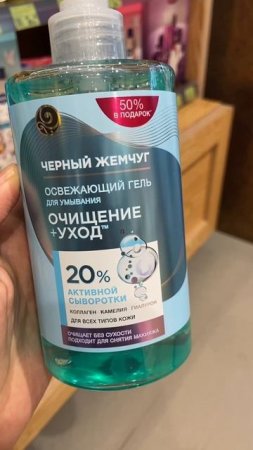 50%
В ПОДАРОК*
ЧЕРНЫЙ ЖЕМЧУГ
ОСВЕЖАЮЩИЙ ГЕЛЬ
ДЛЯ УМЫВАНИЯ
ОЧИЩЕНИЕ
+УХОД™
20%
АКТИВНОЙ
СЫВОРОТКИ
КОЛЛАГЕН КАМЕЛИЯ ГИАЛУРОН
ДЛЯ ВСЕХ ТИПОВ КОЖИ
ОЧИЩАЕТ БЕЗ СУХОСТИ
ПОДХОДИТ ДЛЯ СНЯТИЯ МАКИЯЖА